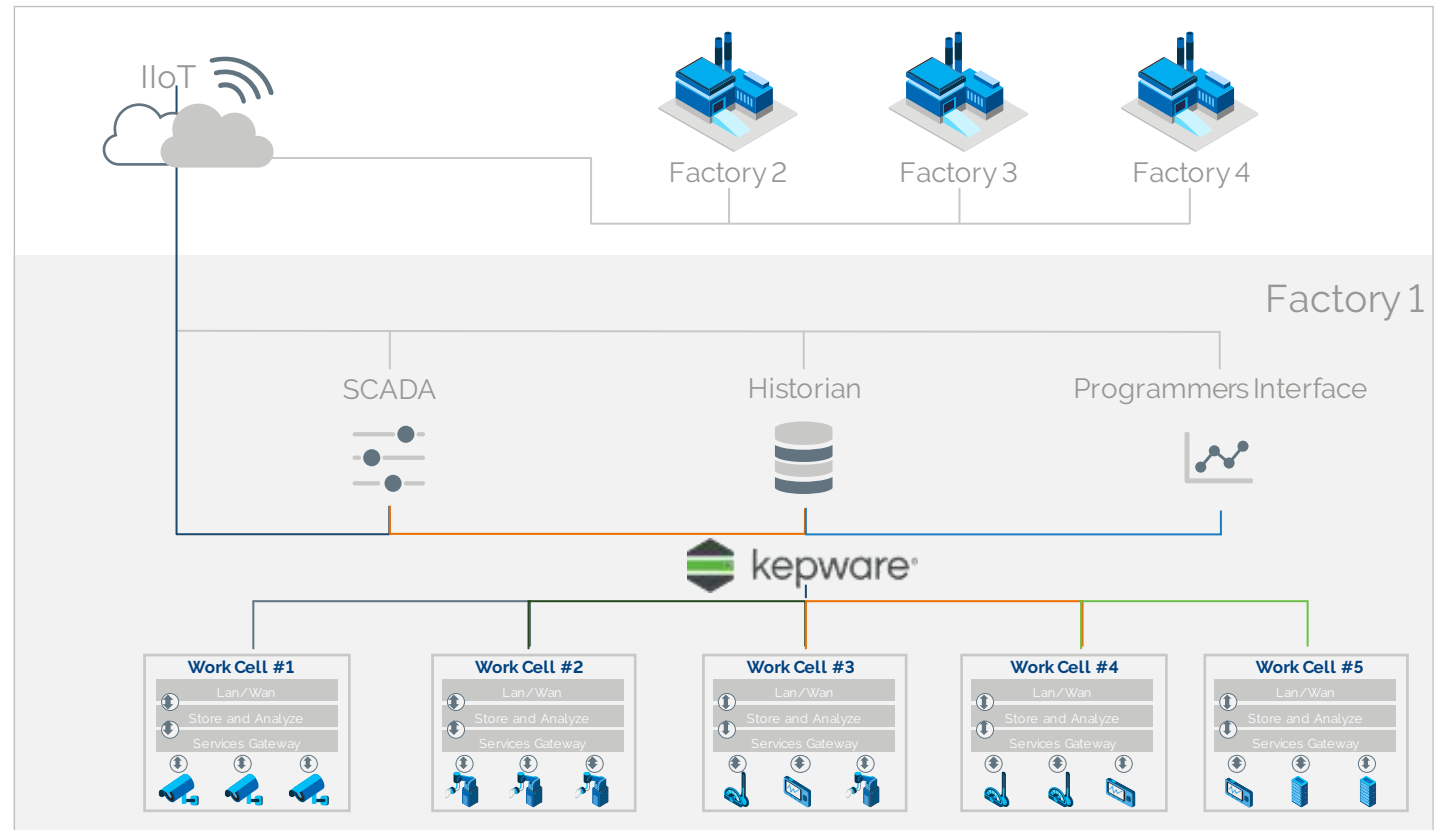 IIoT
Factory 2
Factory 3
Factory 4
Factory 1
SCADA
Historian
Programmers Interface
kepware®
Work Cell #1
Lan/Wan
Store and Analyze
Services Gateway
Work Cell #2
Lan/Wan
Store and Analyze
Services Gateway
Work Cell #3
Lan/Wan
Store and Analyze
Services Gateway
Work Cell #4
Lan/Wan
Store and Analyze
Services Gateway
Work Cell #5
Lan/Wan
Store and Analyze
Services Gateway